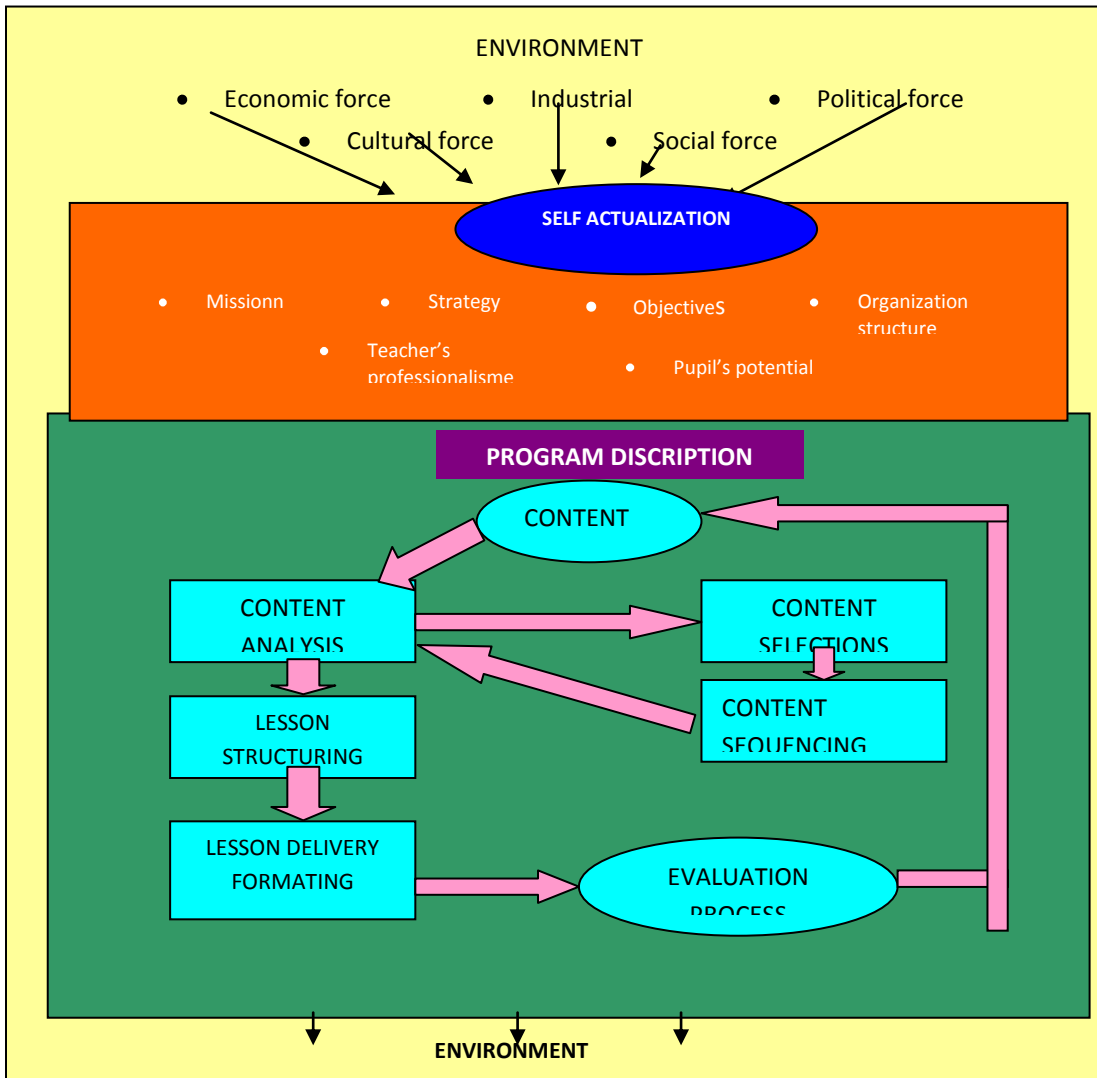 ENVIRONMENT
• Economic force • Industrial • Political force
• Cultural force • Social force
SELF ACTUALIZATION
• Missionn • Strategy • ObjectiveS • Organization
structure
• Teacher's
professionalisme
• Pupil's potential
PROGRAM DISCRIPTION
CONTENT
CONTENT
ANALYSIS
CONTENT
SELECTIONS
LESSON
STRUCTURING
CONTENT
SEQUENCING
LESSON DELIVERY
FORMATING
EVALUATION
PROCESS
ENVIRONMENT